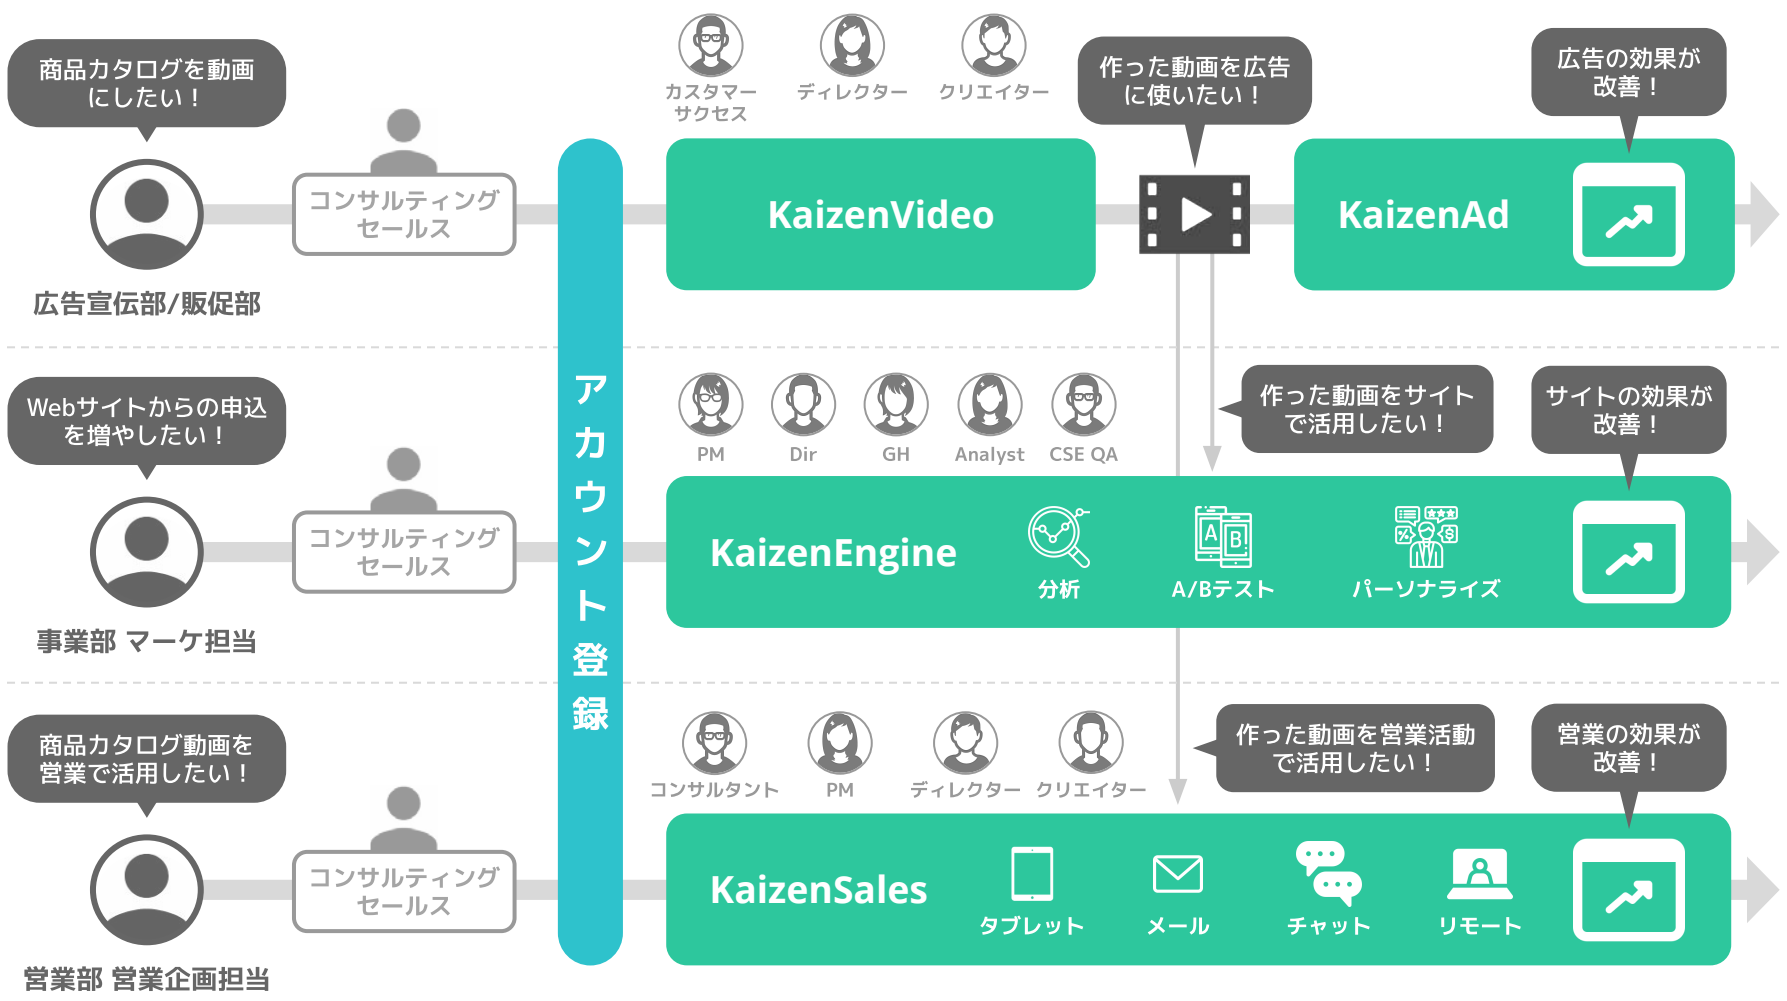 商品カタログを動画
にしたい！
コンサルティング
セールス
広告宣伝部/販促部
カスタマー
サクセス
ディレクター
クリエイター
KaizenVideo
作った動画を広告
に使いたい！
KaizenAd
広告の効果が
改善！
アカウント登録
Webサイトからの申込
を増やしたい！
コンサルティング
セールス
事業部 マーケ担当
PM
Dir
GH
Analyst
CSE QA
作った動画をサイト
で活用したい！
サイトの効果が
改善！
KaizenEngine
分析
A
B
A/Bテスト
パーソナライズ
商品カタログ動画を
営業で活用したい！
コンサルティング
セールス
営業部 営業企画担当
コンサルタント
PM
ディレクター
クリエイター
作った動画を営業活動
で活用したい！
営業の効果が
改善！
KaizenSales
タブレット
メール
チャット
リモート